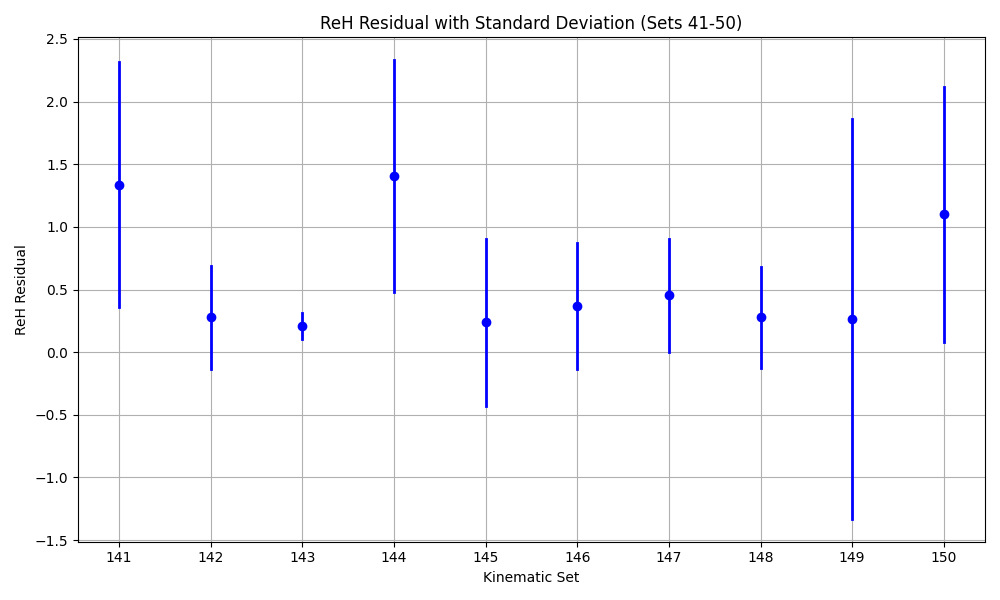 ReH Residual with Standard Deviation (Sets 41-50)
2.5
2.0
1.5
1.0
0.5
0.0
−0.5
−1.0
−1.5
ReH Residual
141 142 143 144 145 146 147 148 149 150
Kinematic Set